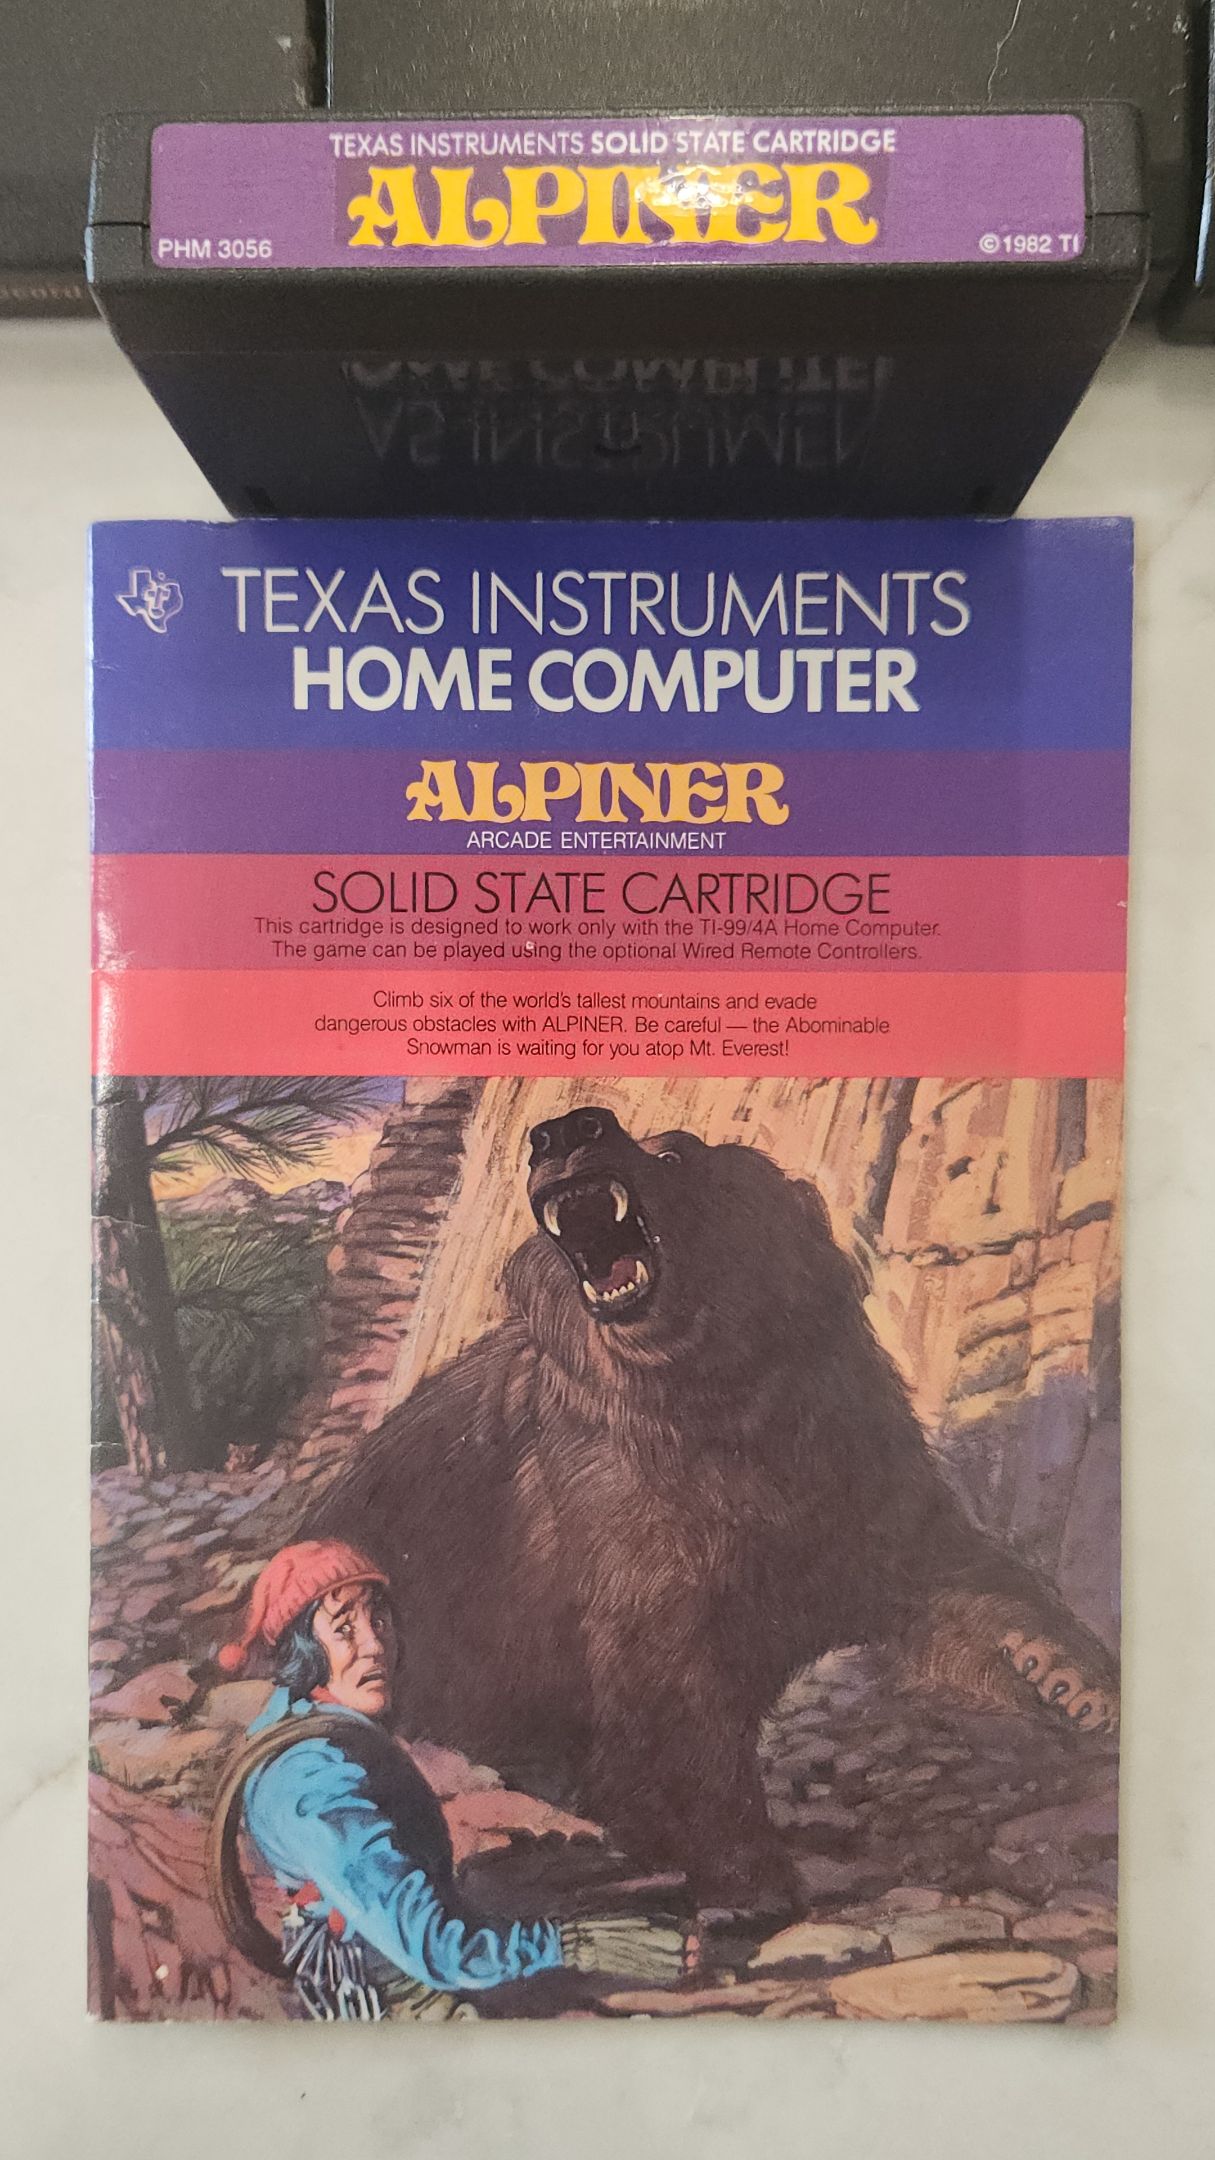 TEXAS INSTRUMENTS SOLID STATE CARTRIDGE
ALPINER
PHM 3056
©1982 TI
TEXAS INSTRUMENTS
HOME COMPUTER
ALPINER
ARCADE ENTERTAINMENT
SOLID STATE CARTRIDGE
This cartridge is designed to work only with the TI-99/4A Home Computer.
The game can be played using the optional Wired Remote Controllers.
Climb six of the world's tallest mountains and evade
dangerous obstacles with ALPINER. Be careful — the Abominable
Snowman is waiting for you atop Mt. Everest!